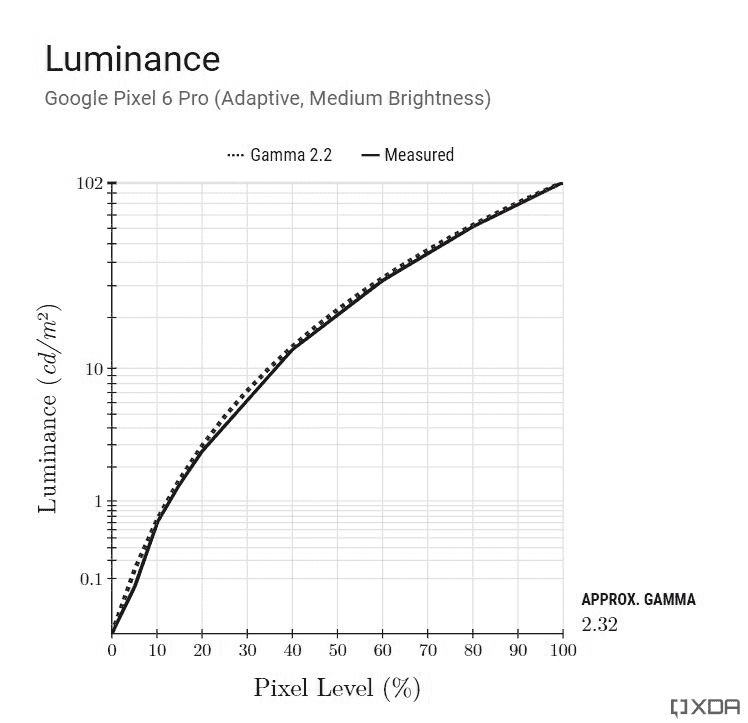 Luminance
Google Pixel 6 Pro (Adaptive, Medium Brightness)
Gamma 2.2 Measured
102
10
1
0.1
Luminance (cd/m²)
0 10 20 30 40 50 60 70 80 90 100
Pixel Level (%)
APPROX. GAMMA
2.32
XDA